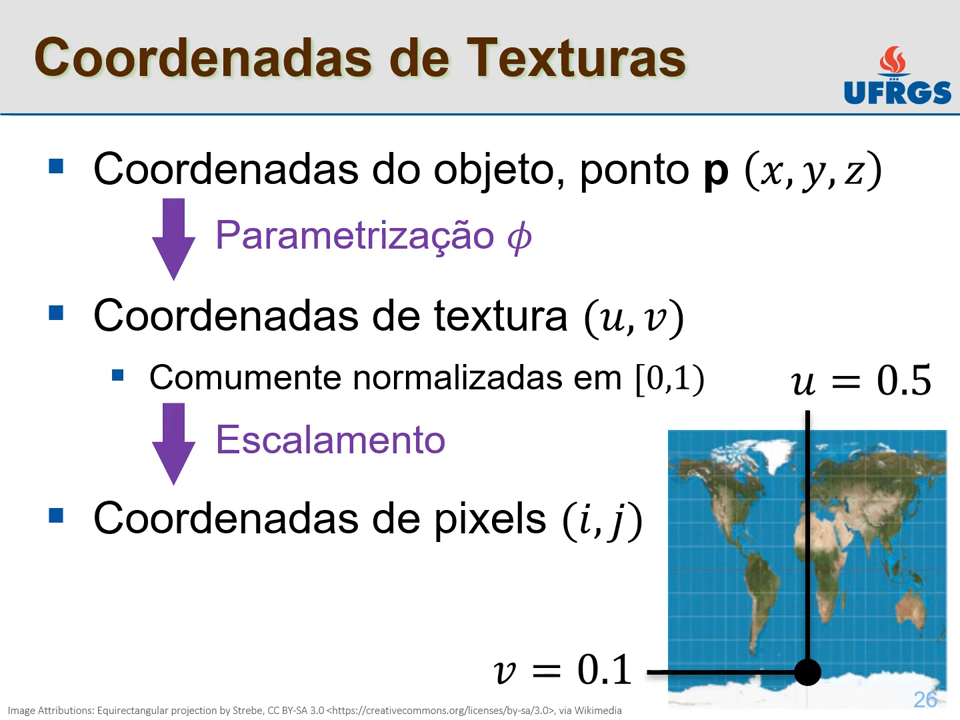 Coordenadas de Texturas
UFRGS
▪ Coordenadas do objeto, ponto p (x, y, z)
Parametrização ϕ
▪ Coordenadas de textura (u, v)
▪ Comumente normalizadas em [0,1)
u = 0.5
Escalamento
▪ Coordenadas de pixels (i, j)
v = 0.1
26
Image Attributions: Equirectangular projection by Strebe, CC BY-SA 3.0 <https://creativecommons.org/licenses/by-sa/3.0>, via Wikimedia